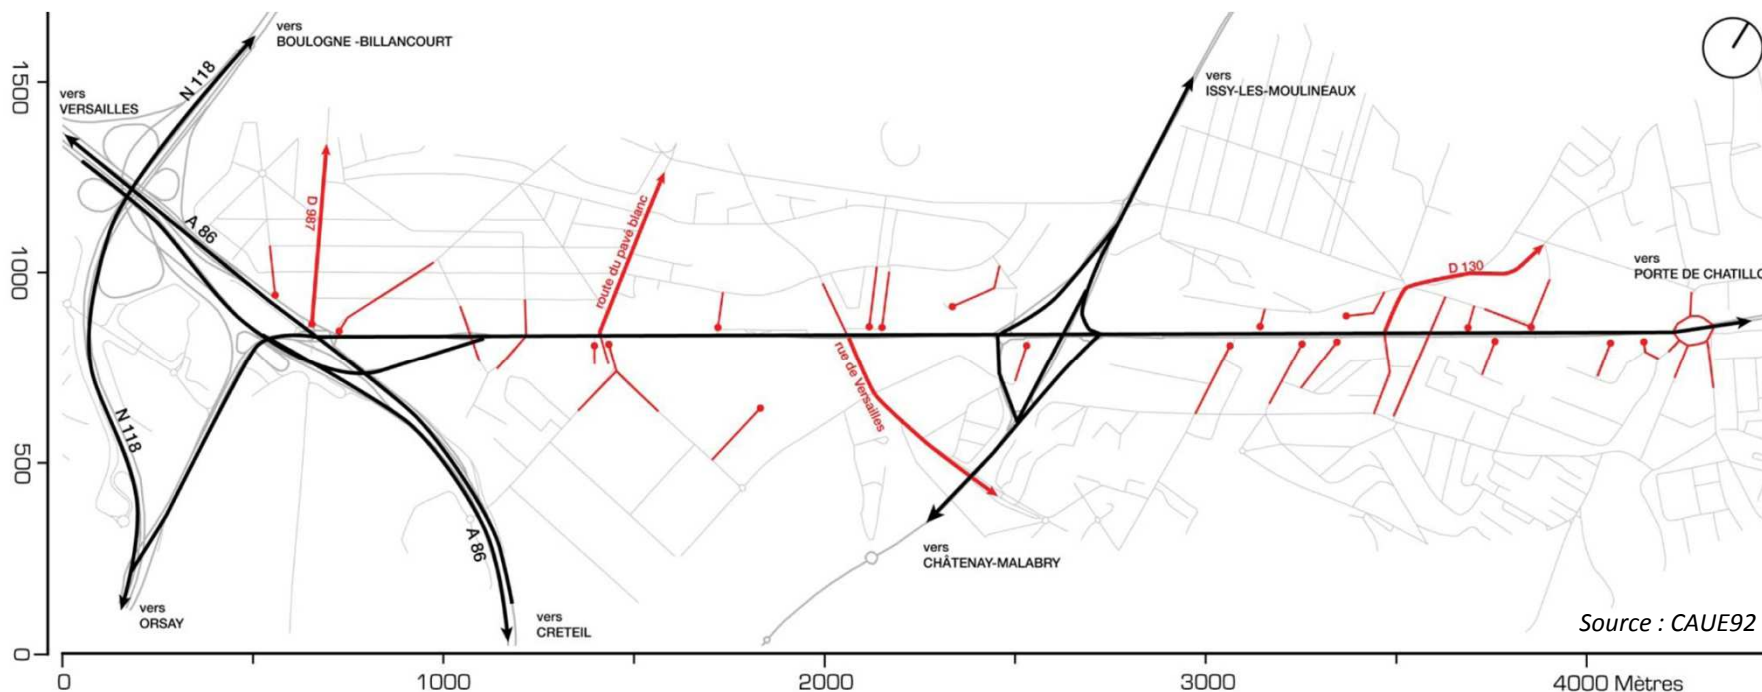 vers
BOULOGNE -BILLANCOURT
N 118
1500
vers
VERSAILLES
vers
ISSY-LES-MOULINEAUX
A 86
D 987
route du pavé blanc
1000
D 130
vers
PORTE DE CHATILLO
rue de Versailles
N 118
500
A 86
vers
CHÂTENAY-MALABRY
vers
ORSAY
vers
CRETEIL
Source : CAUE92
0
0
1000
2000
3000
4000 Mètres